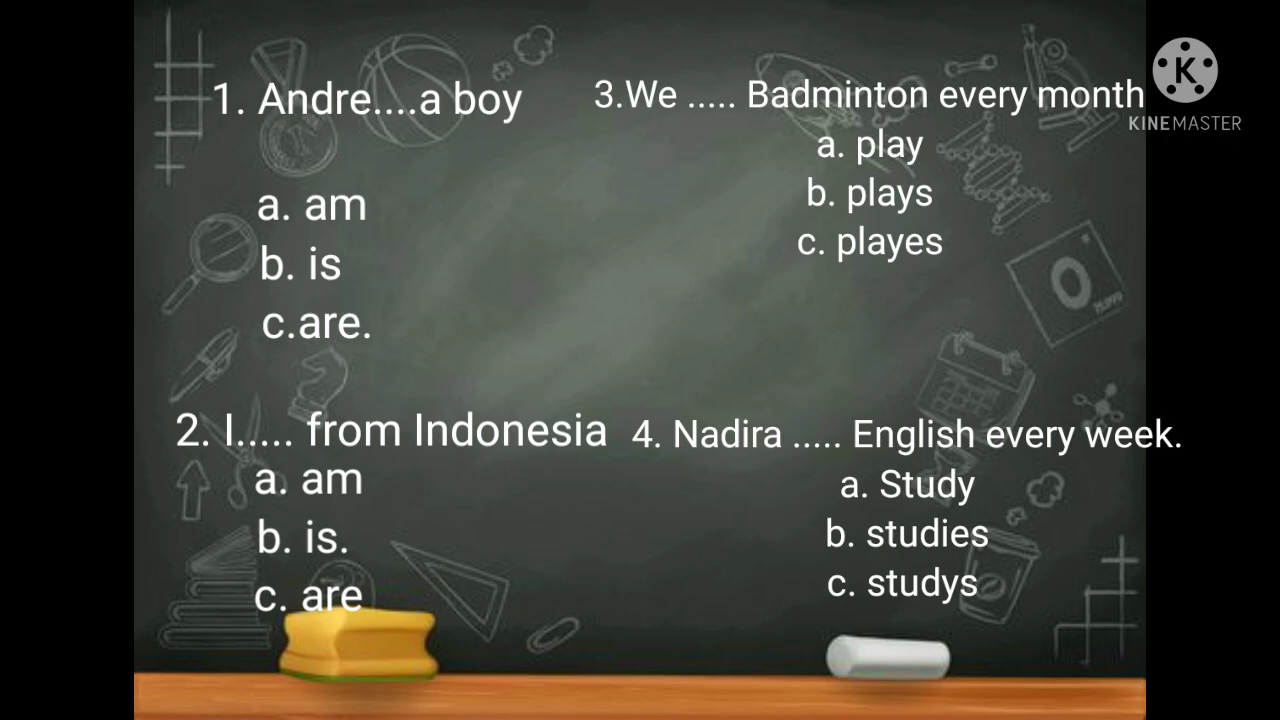 1. Andre....a boy
a. am
b. is
c.are.
2. I..... from Indonesia
a. am
b. is.
c. are
3.We ..... Badminton every month
a. play
b. plays
c. playes
4. Nadira ..... English every week.
a. Study
b. studies
c. studys
K
KINEMASTER